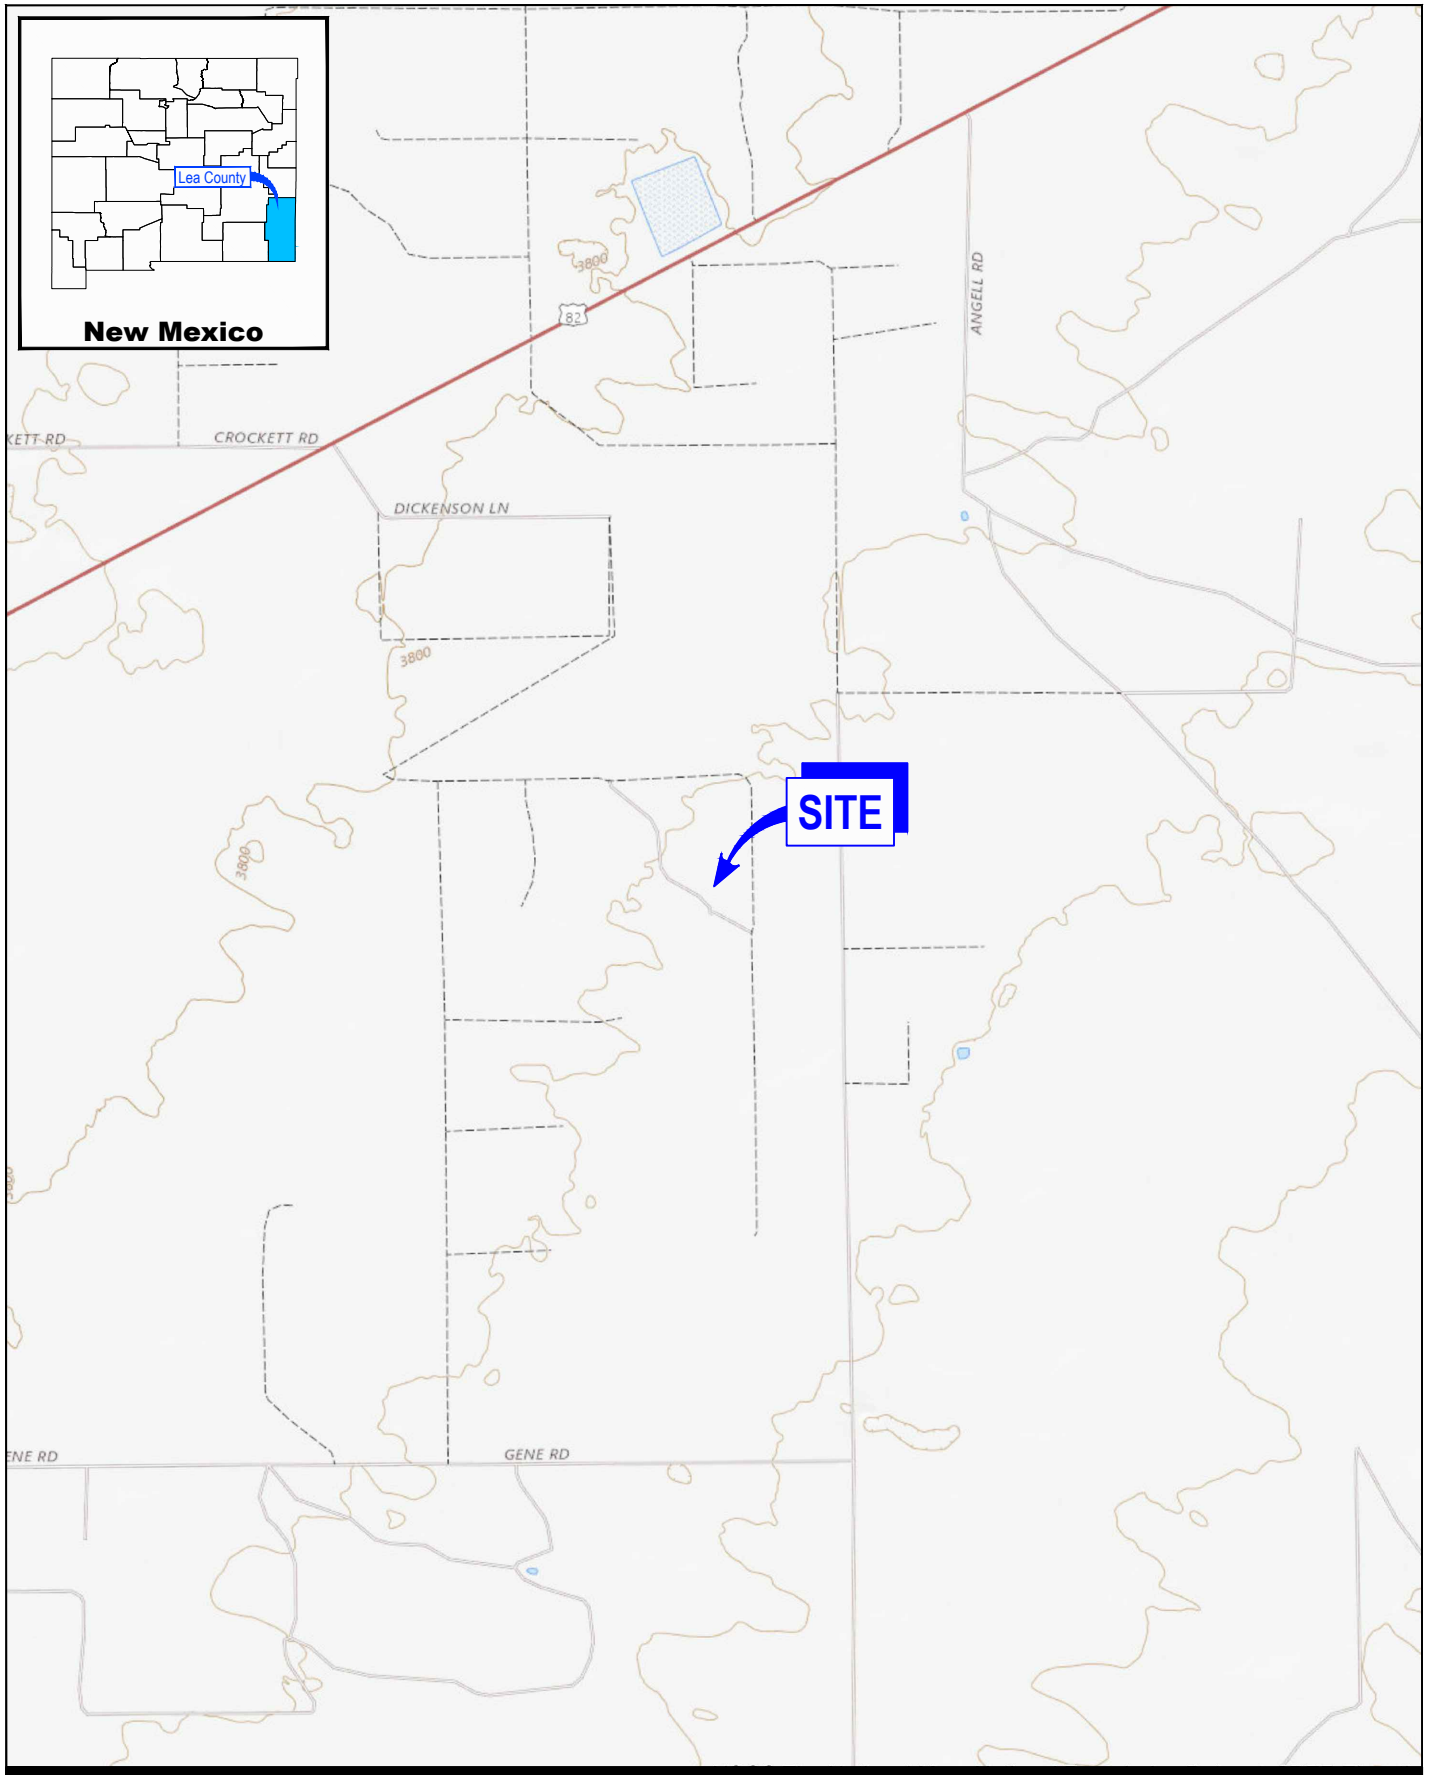 Lea County
New Mexico
3800
82
ANGELL RD
KETT RD
CROCKETT RD
DICKENSON LN
3800
SITE
3800
ENE RD
GENE RD